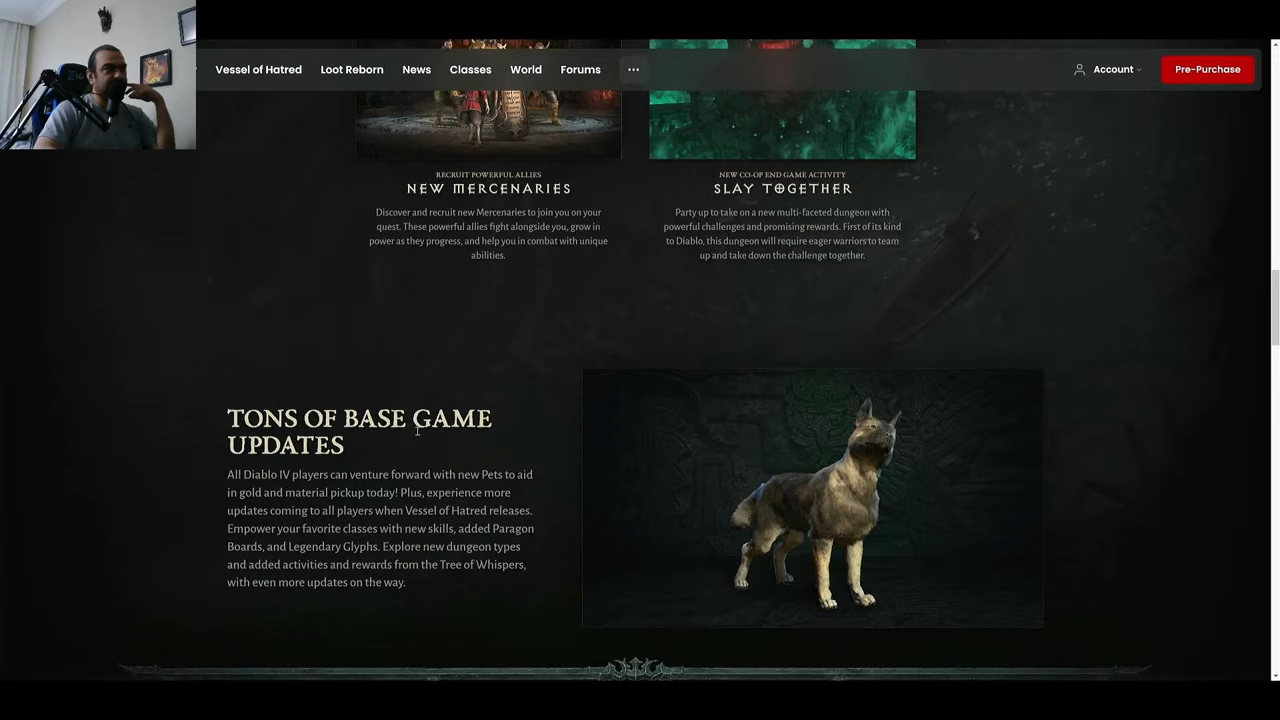 Vessel of Hatred Loot Reborn News Classes World Forums ... Account Pre-Purchase
RECRUIT POWERFUL ALLIES
NEW MERCENARIES
Discover and recruit new Mercenaries to join you on your
quest. These powerful allies fight alongside you, grow in
power as they progress, and help you in combat with unique
abilities.
NEW CO-OP END GAME ACTIVITY
SLAY TOGETHER
Party up to take on a new multi-faceted dungeon with
powerful challenges and promising rewards. First of its kind
to Diablo, this dungeon will require eager warriors to team
up and take down the challenge together.
TONS OF BASE GAME
UPDATES
All Diablo IV players can venture forward with new Pets to aid
in gold and material pickup today! Plus, experience more
updates coming to all players when Vessel of Hatred releases.
Empower your favorite classes with new skills, added Paragon
Boards, and Legendary Glyphs. Explore new dungeon types
and added activities and rewards from the Tree of Whispers,
with even more updates on the way.